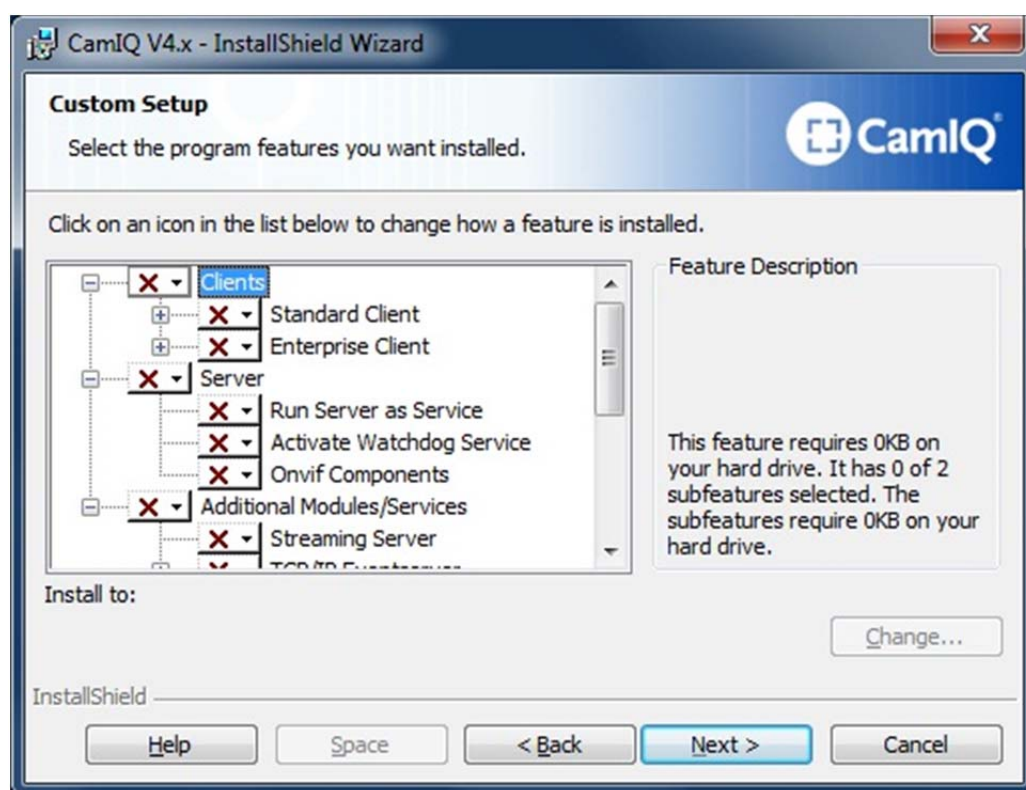 CamIQ V4.x - InstallShield Wizard
Custom Setup
Select the program features you want installed.
CamIQ®
Click on an icon in the list below to change how a feature is installed.
Clients
Standard Client
Enterprise Client
Server
Run Server as Service
Activate Watchdog Service
Onvif Components
Additional Modules/Services
Streaming Server
TCP/IP Eventserver
Feature Description
This feature requires 0KB on
your hard drive. It has 0 of 2
subfeatures selected. The
subfeatures require 0KB on your
hard drive.
Install to:
Change...
InstallShield
Help
Space
< Back
Next >
Cancel